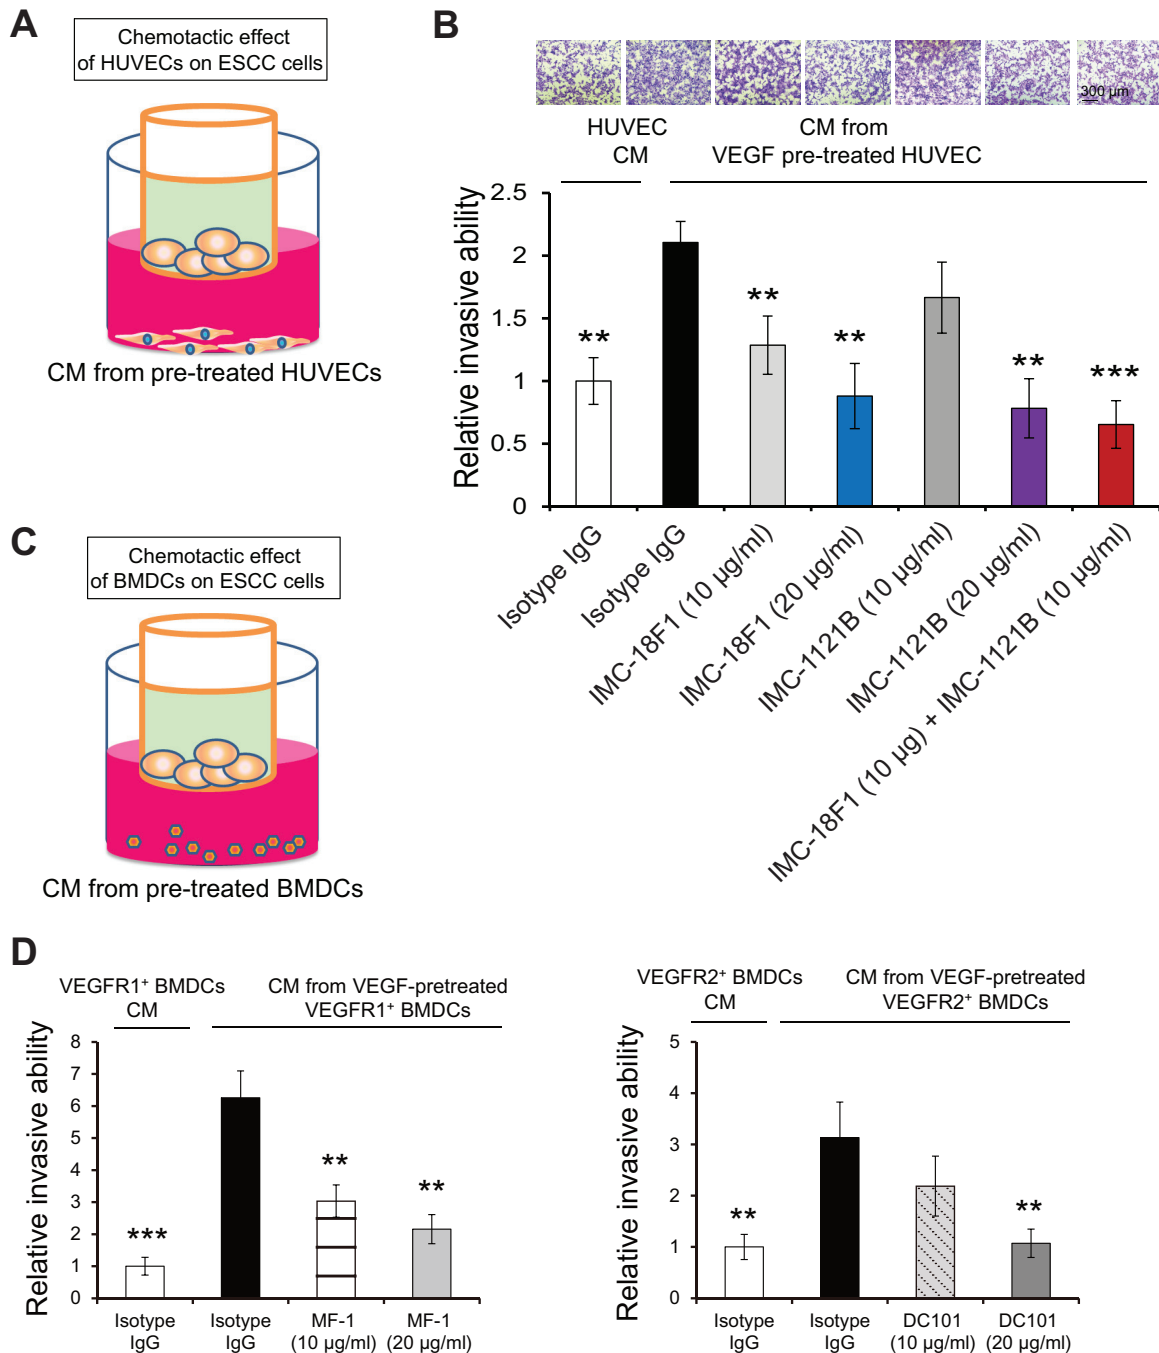 A
Chemotactic effect
of HUVECs on ESCC cells
CM from pre-treated HUVECs
B
300 µm
HUVEC
CM
CM from
VEGF pre-treated HUVEC
Relative invasive ability
2.5
2
1.5
1
0.5
0
**
**
**
**
***
Isotype IgG
Isotype IgG
IMC-18F1 (10 µg/ml)
IMC-18F1 (20 µg/ml)
IMC-1121B (10 µg/ml)
IMC-1121B (20 µg/ml)
IMC-18F1 (10 µg) + IMC-1121B (10 µg/ml)
C
Chemotactic effect
of BMDCs on ESCC cells
CM from pre-treated BMDCs
D
VEGFR1⁺ BMDCs
CM
CM from VEGF-pretreated
VEGFR1⁺ BMDCs
Relative invasive ability
8
7
6
5
4
3
2
1
0
***
**
**
Isotype
IgG
Isotype
IgG
MF-1
(10 µg/ml)
MF-1
(20 µg/ml)
VEGFR2⁺ BMDCs
CM
CM from VEGF-pretreated
VEGFR2⁺ BMDCs
Relative invasive ability
5
4
3
2
1
0
**
**
Isotype
IgG
Isotype
IgG
DC101
(10 µg/ml)
DC101
(20 µg/ml)